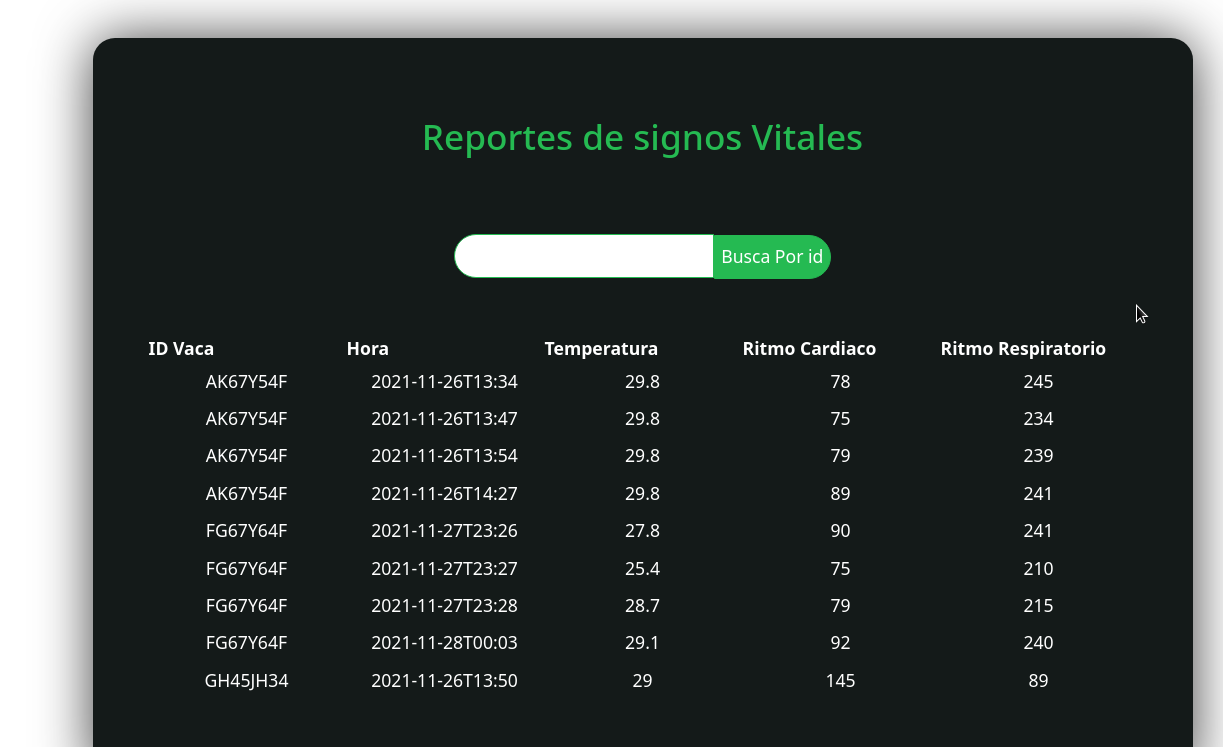 Reportes de signos Vitales
Busca Por id
ID Vaca Hora Temperatura Ritmo Cardiaco Ritmo Respiratorio
AK67Y54F 2021-11-26T13:34 29.8 78 245
AK67Y54F 2021-11-26T13:47 29.8 75 234
AK67Y54F 2021-11-26T13:54 29.8 79 239
AK67Y54F 2021-11-26T14:27 29.8 89 241
FG67Y64F 2021-11-27T23:26 27.8 90 241
FG67Y64F 2021-11-27T23:27 25.4 75 210
FG67Y64F 2021-11-27T23:28 28.7 79 215
FG67Y64F 2021-11-28T00:03 29.1 92 240
GH45JH34 2021-11-26T13:50 29 145 89